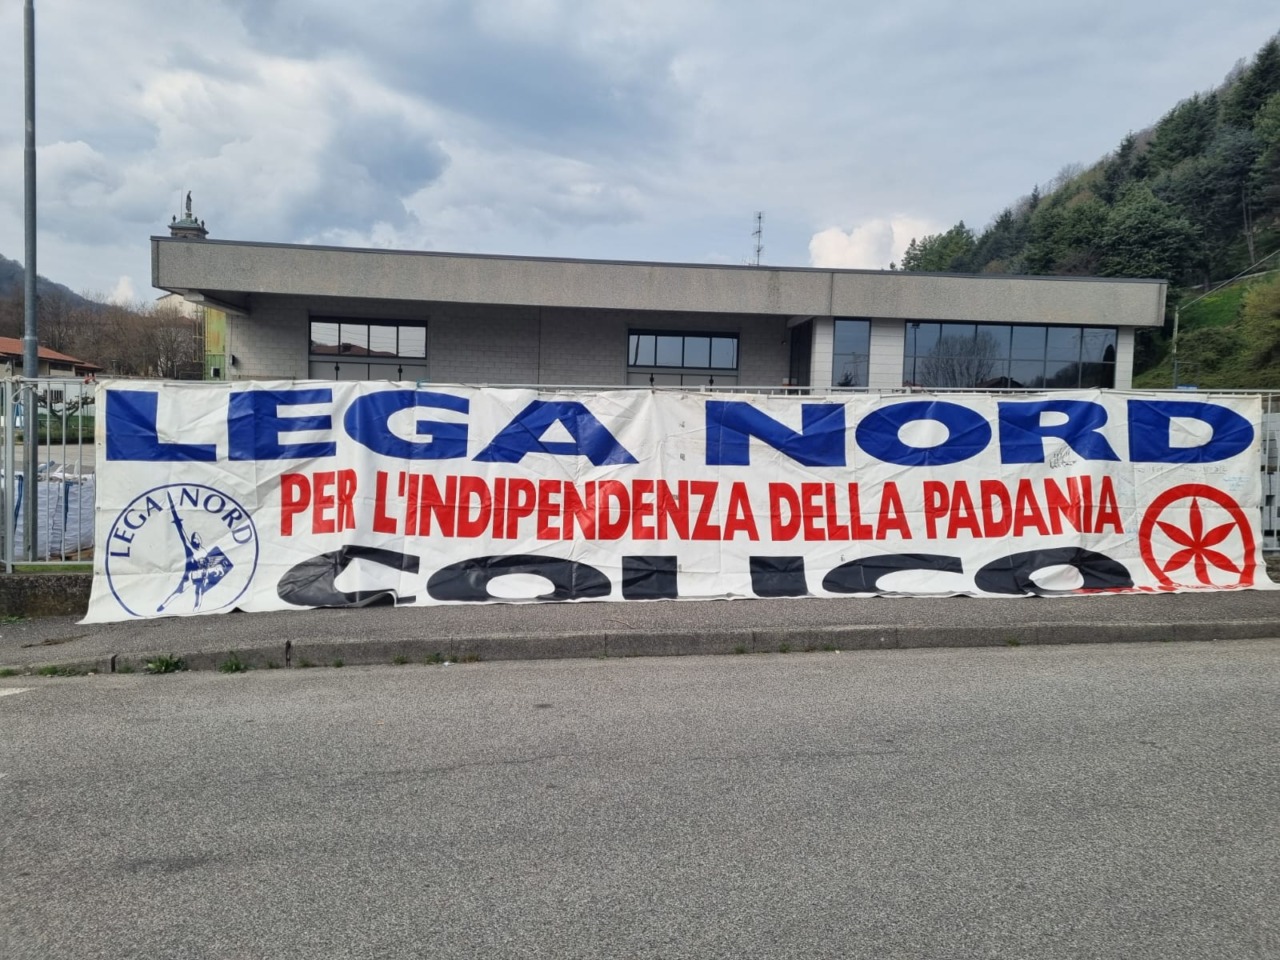 LEGA NORD
PER L'INDIPENDENZA DELLA PADANIA
LEGA NORD
COLICO